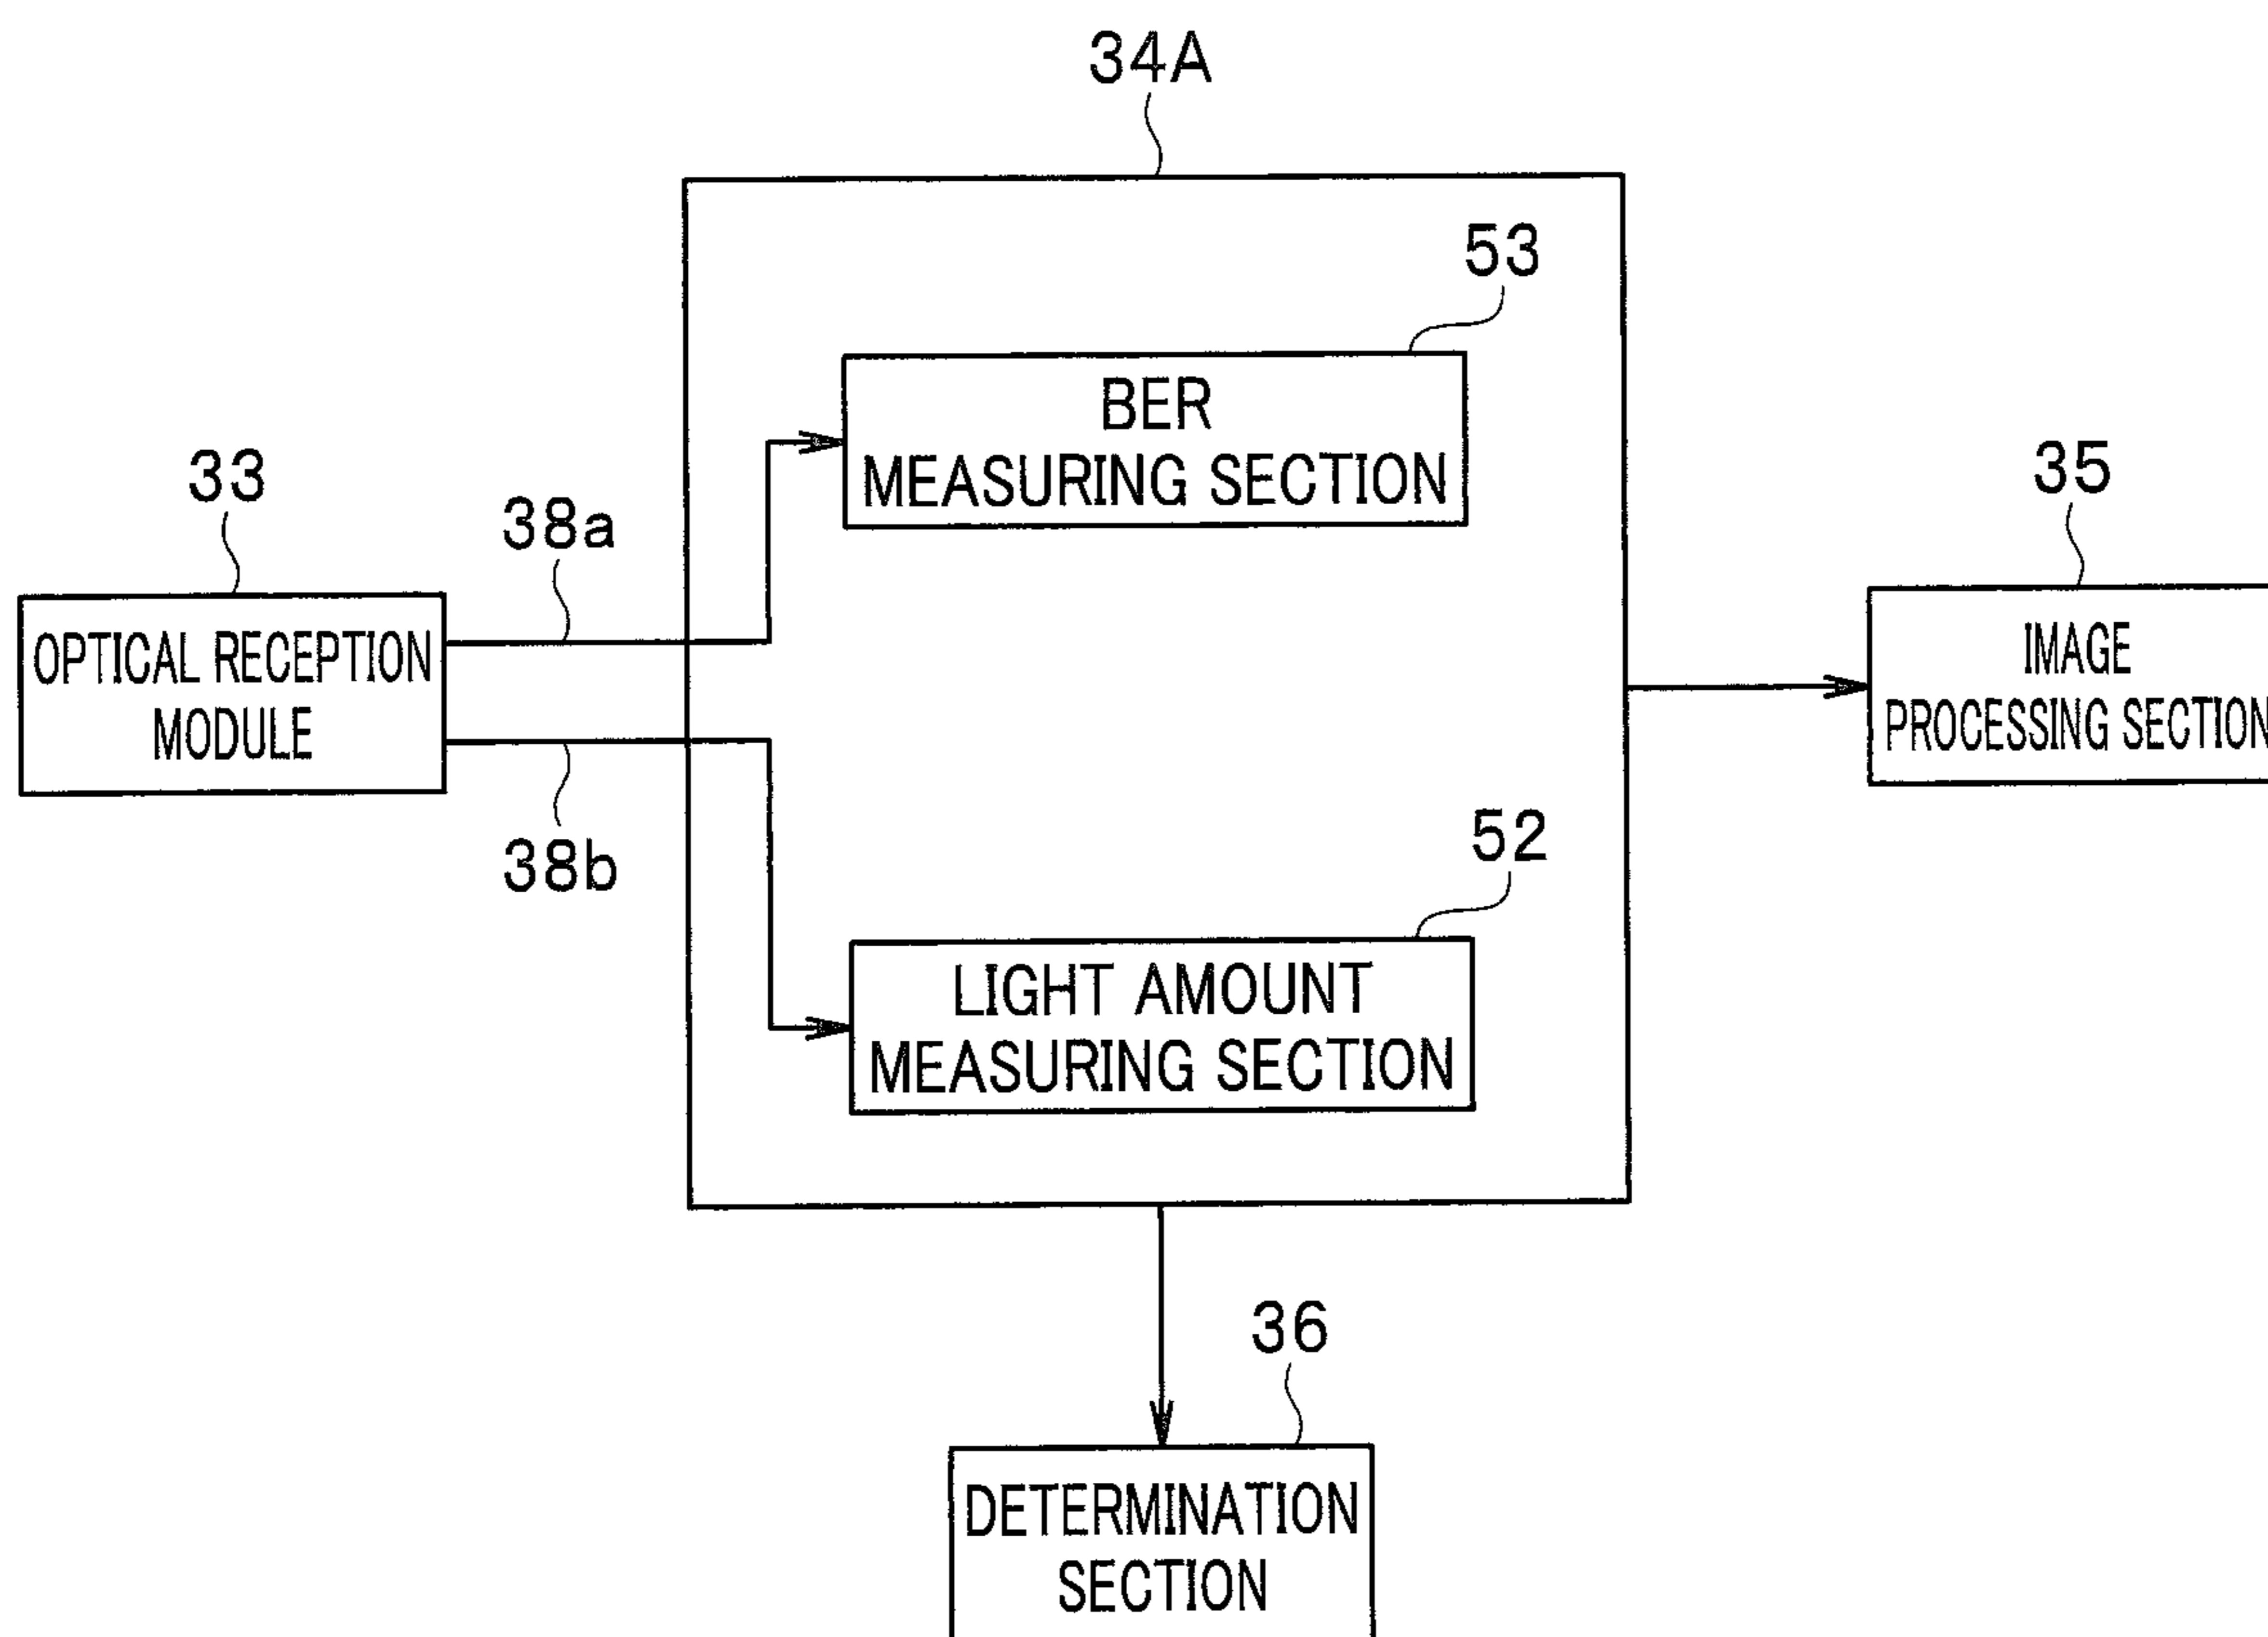 34A
53
BER
MEASURING SECTION
33
38a
35
OPTICAL RECEPTION
MODULE
IMAGE
PROCESSING SECTION
38b
52
LIGHT AMOUNT
MEASURING SECTION
36
DETERMINATION
SECTION